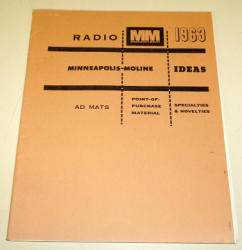 RADIO MM 1963
MINNEAPOLIS-MOLINE IDEAS
AD MATS
POINT-OF-
PURCHASE
MATERIAL
SPECIALTIES
& NOVELTIES